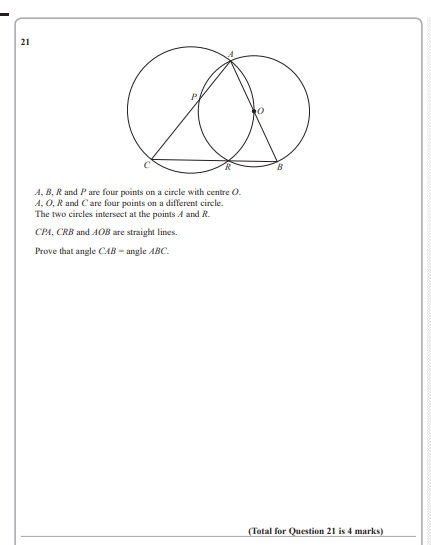 21
A
P
O
C
R
B
A, B, R and P are four points on a circle with centre O.
A, O, R and C are four points on a different circle.
The two circles intersect at the points A and R.
CPA, CRB and AOB are straight lines.
Prove that angle CAB = angle ABC.
(Total for Question 21 is 4 marks)